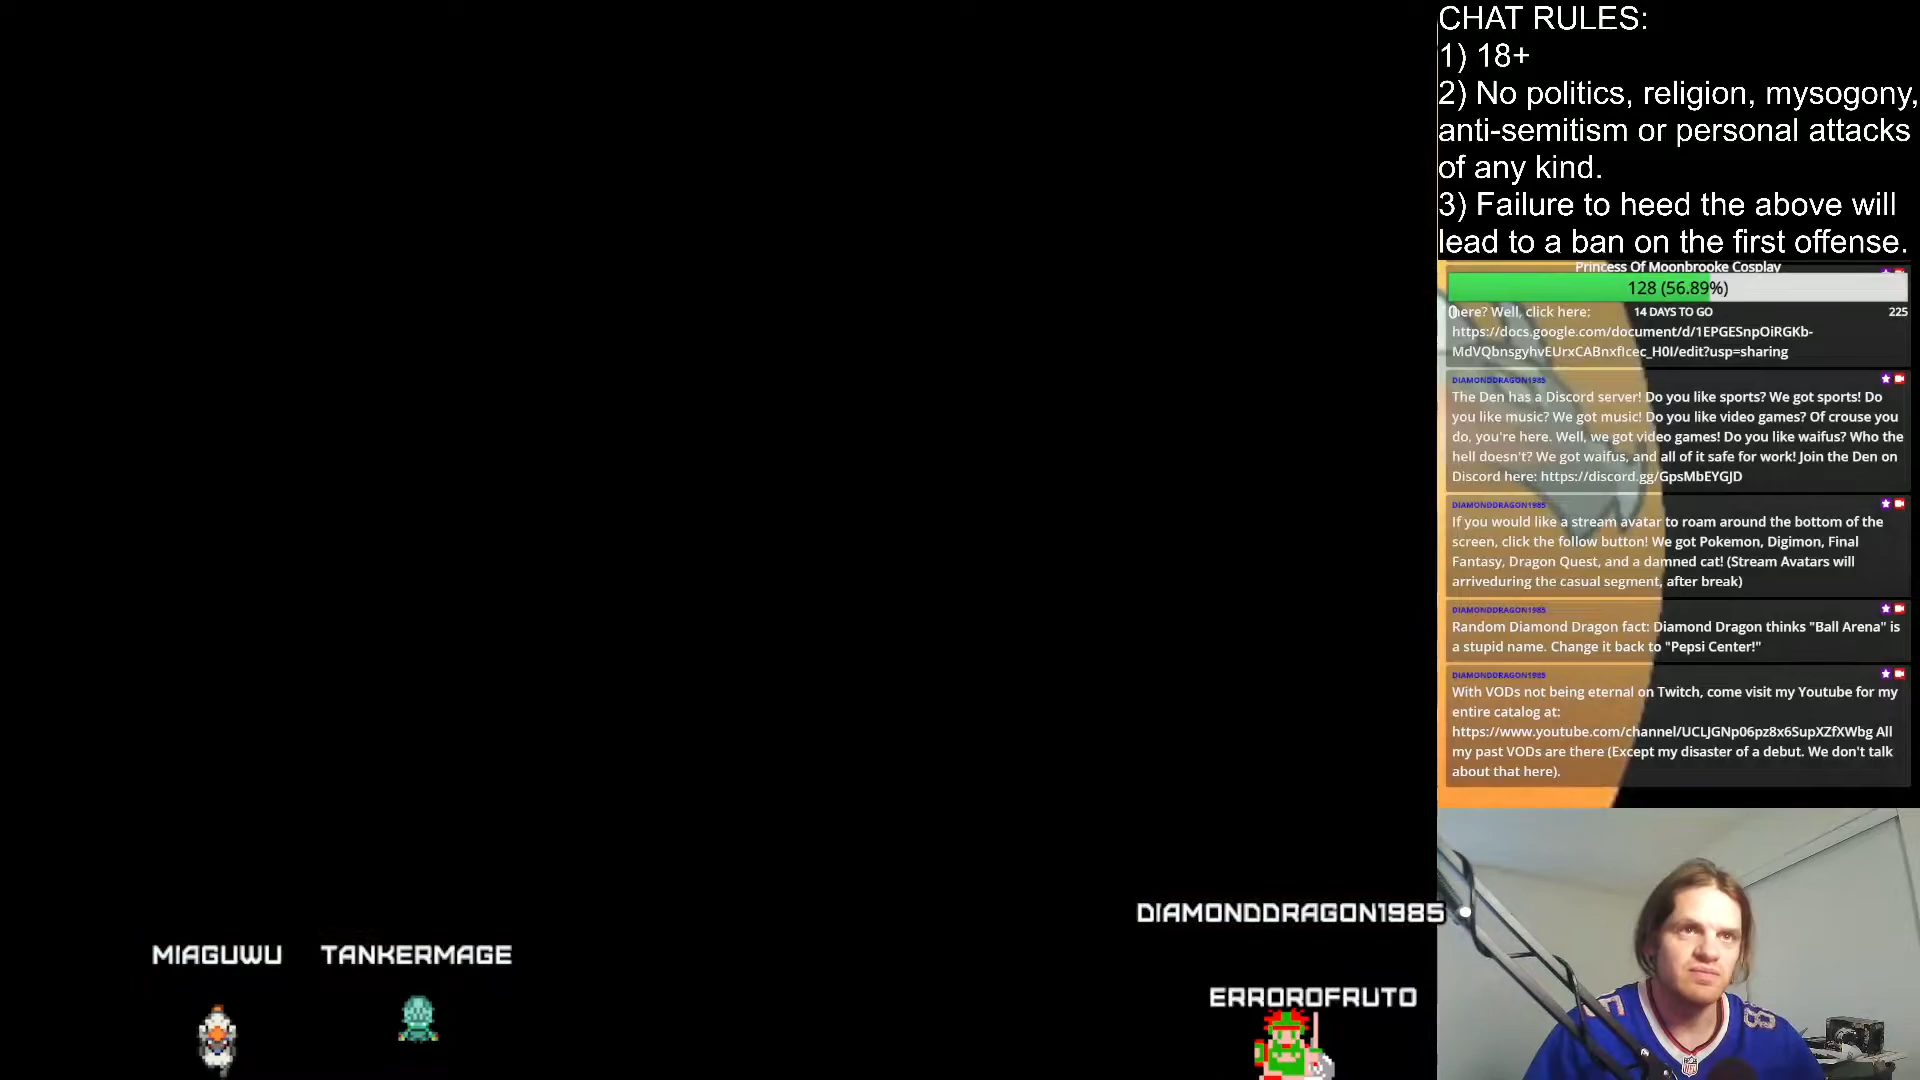 CHAT RULES:
1) 18+
2) No politics, religion, mysogony,
anti-semitism or personal attacks
of any kind.
3) Failure to heed the above will
lead to a ban on the first offense.
Princess Of Moonbrooke Cosplay
128 (56.89%)
0
14 DAYS TO GO
225
here? Well, click here:
https://docs.google.com/document/d/1EPGESnpOiRGKb-
MdVQbnsgyhvEUrxCABnxfIcec_H0I/edit?usp=sharing
DIAMONDDRAGON1985
The Den has a Discord server! Do you like sports? We got sports! Do
you like music? We got music! Do you like video games? Of crouse you
do, you're here. Well, we got video games! Do you like waifus? Who the
hell doesn't? We got waifus, and all of it safe for work! Join the Den on
Discord here: https://discord.gg/GpsMbEYGJD
DIAMONDDRAGON1985
If you would like a stream avatar to roam around the bottom of the
screen, click the follow button! We got Pokemon, Digimon, Final
Fantasy, Dragon Quest, and a damned cat! (Stream Avatars will
arriveduring the casual segment, after break)
DIAMONDDRAGON1985
Random Diamond Dragon fact: Diamond Dragon thinks "Ball Arena" is
a stupid name. Change it back to "Pepsi Center!"
DIAMONDDRAGON1985
With VODs not being eternal on Twitch, come visit my Youtube for my
entire catalog at:
https://www.youtube.com/channel/UCLJGNp06pz8x6SupXZfXWbg All
my past VODs are there (Except my disaster of a debut. We don't talk
about that here).
DIAMONDDRAGON1985
MIAGUWU
TANKERMAGE
ERROROFRUTO